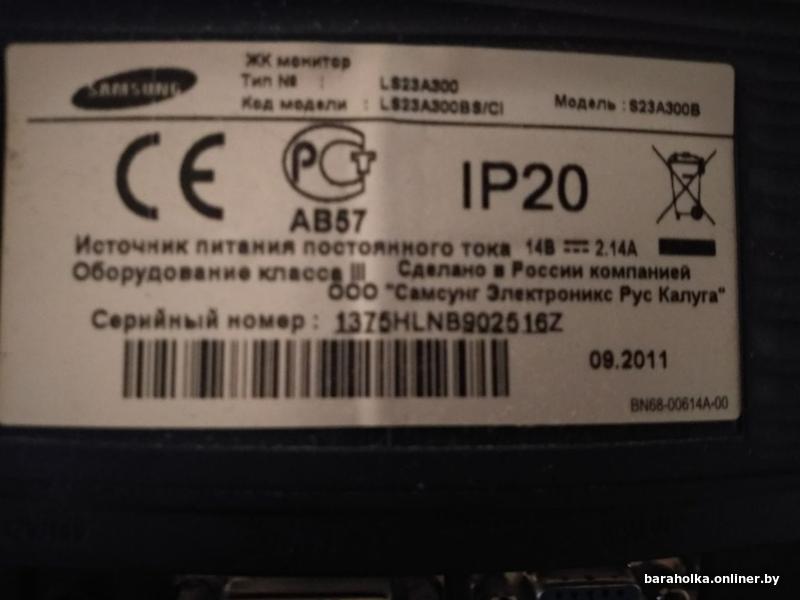 SAMSUNG
ЖК монитор
Тип № : LS23A300
Код модели : LS23A300BS/CI Модель : S23A300B
CE PCT IP20
АВ57
Источник питания постоянного тока 14В 2.14A
Оборудование класса III Сделано в России компанией
ООО "Самсунг Электроникс Рус Калуга"
Серийный номер : 1375HLNB902516Z
09.2011
BN68-00614A-00
baraholka.onliner.by